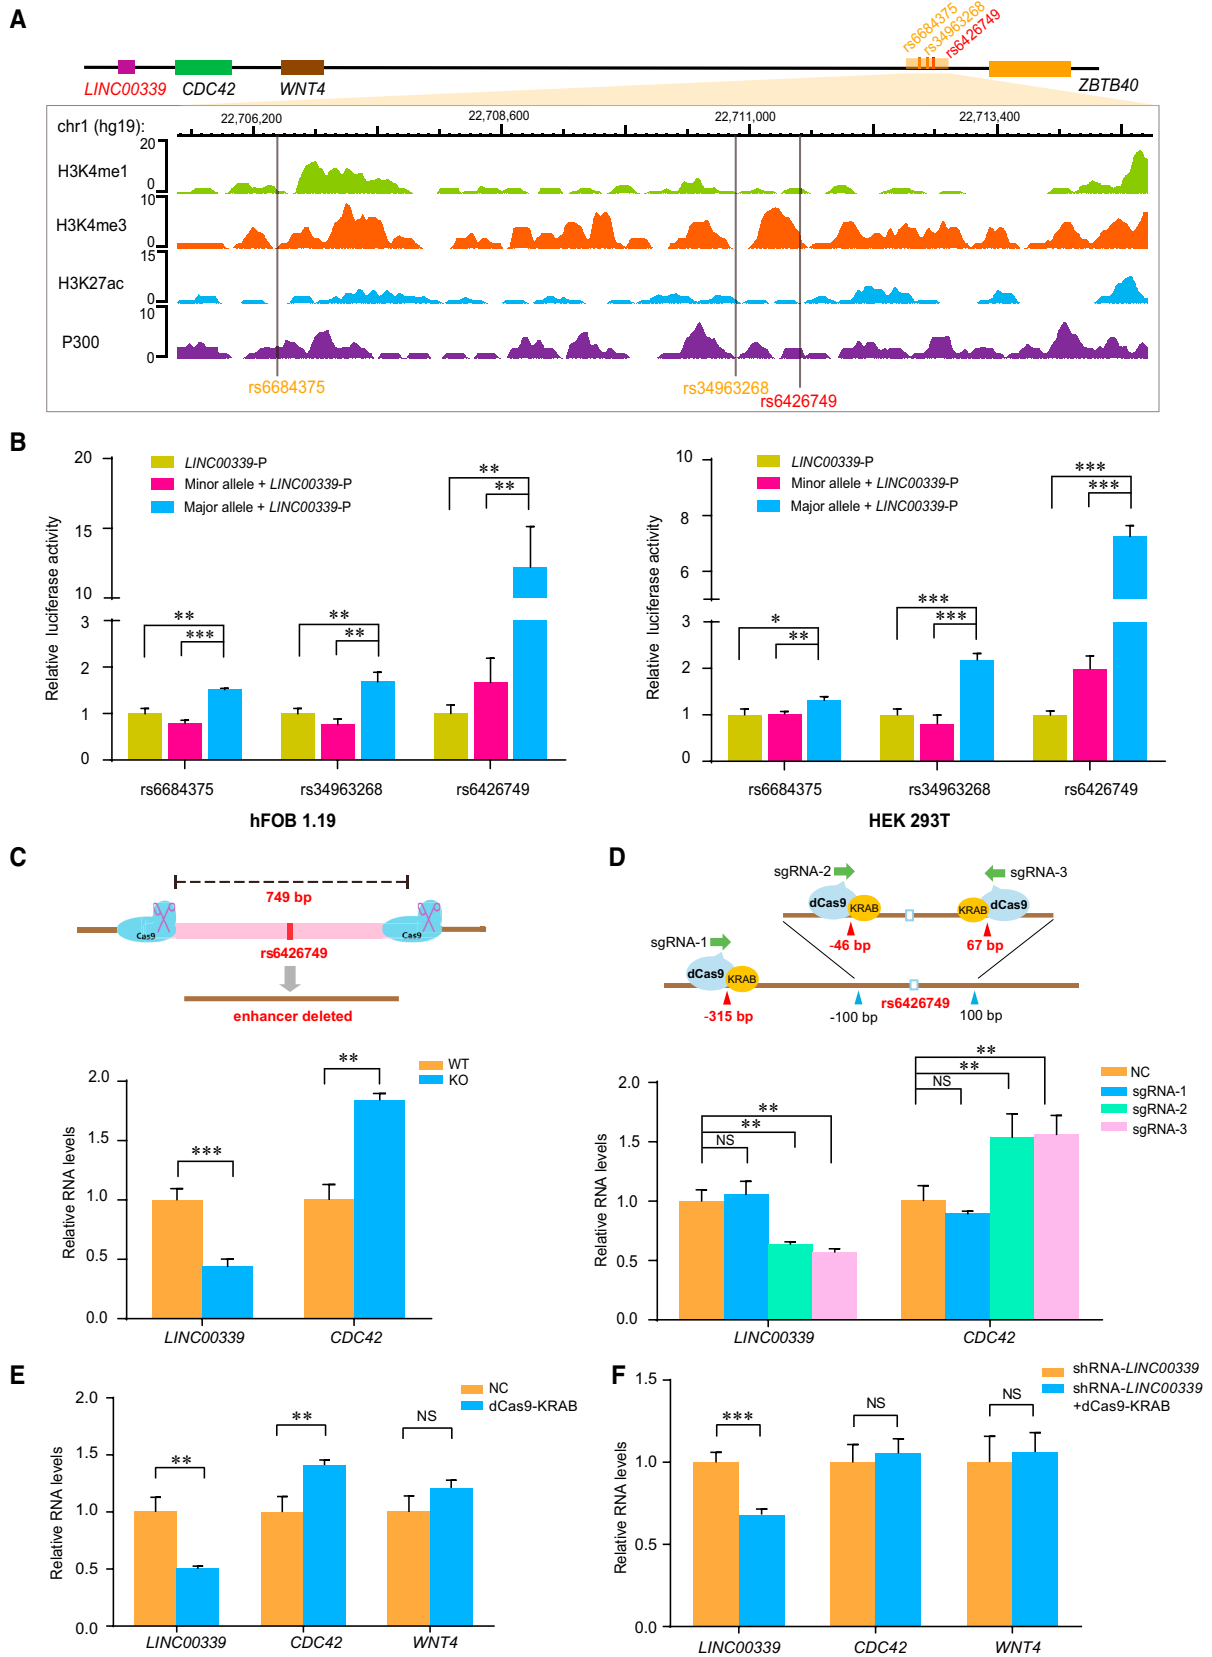 A
rs6684375
rs34963268
rs6426749
LINC00339 CDC42 WNT4 ZBTB40
chr1 (hg19): 22,706,200 22,708,600 22,711,000 22,713,400
20
H3K4me1
0
10
H3K4me3
0
15
H3K27ac
0
10
P300
0
rs6684375 rs34963268
rs6426749
B
20
15
10
3
2
1
0
Relative luciferase activity
LINC00339-P
Minor allele + LINC00339-P
Major allele + LINC00339-P
** **
** *** ** **
rs6684375 rs34963268 rs6426749
hFOB 1.19
10
8
6
3
2
1
0
Relative luciferase activity
LINC00339-P
Minor allele + LINC00339-P
Major allele + LINC00339-P
*** ***
* ** *** ***
rs6684375 rs34963268 rs6426749
HEK 293T
C
749 bp
Cas9 Cas9
rs6426749
enhancer deleted
WT
KO
2.0
1.5
1.0
0.5
0.0
Relative RNA levels
*** **
LINC00339 CDC42
D
sgRNA-2 sgRNA-3
dCas9 KRAB KRAB dCas9
-46 bp 67 bp
sgRNA-1
dCas9 KRAB
rs6426749
-315 bp -100 bp 100 bp
NC
sgRNA-1
sgRNA-2
sgRNA-3
2.0
1.5
1.0
0.5
0.0
Relative RNA levels
** ** NS
** ** NS
LINC00339 CDC42
E
NC
dCas9-KRAB
2.0
1.5
1.0
0.5
0.0
Relative RNA levels
** ** NS
LINC00339 CDC42 WNT4
F
shRNA-LINC00339
shRNA-LINC00339
+dCas9-KRAB
1.5
1.0
0.5
0.0
Relative RNA levels
*** NS NS
LINC00339 CDC42 WNT4